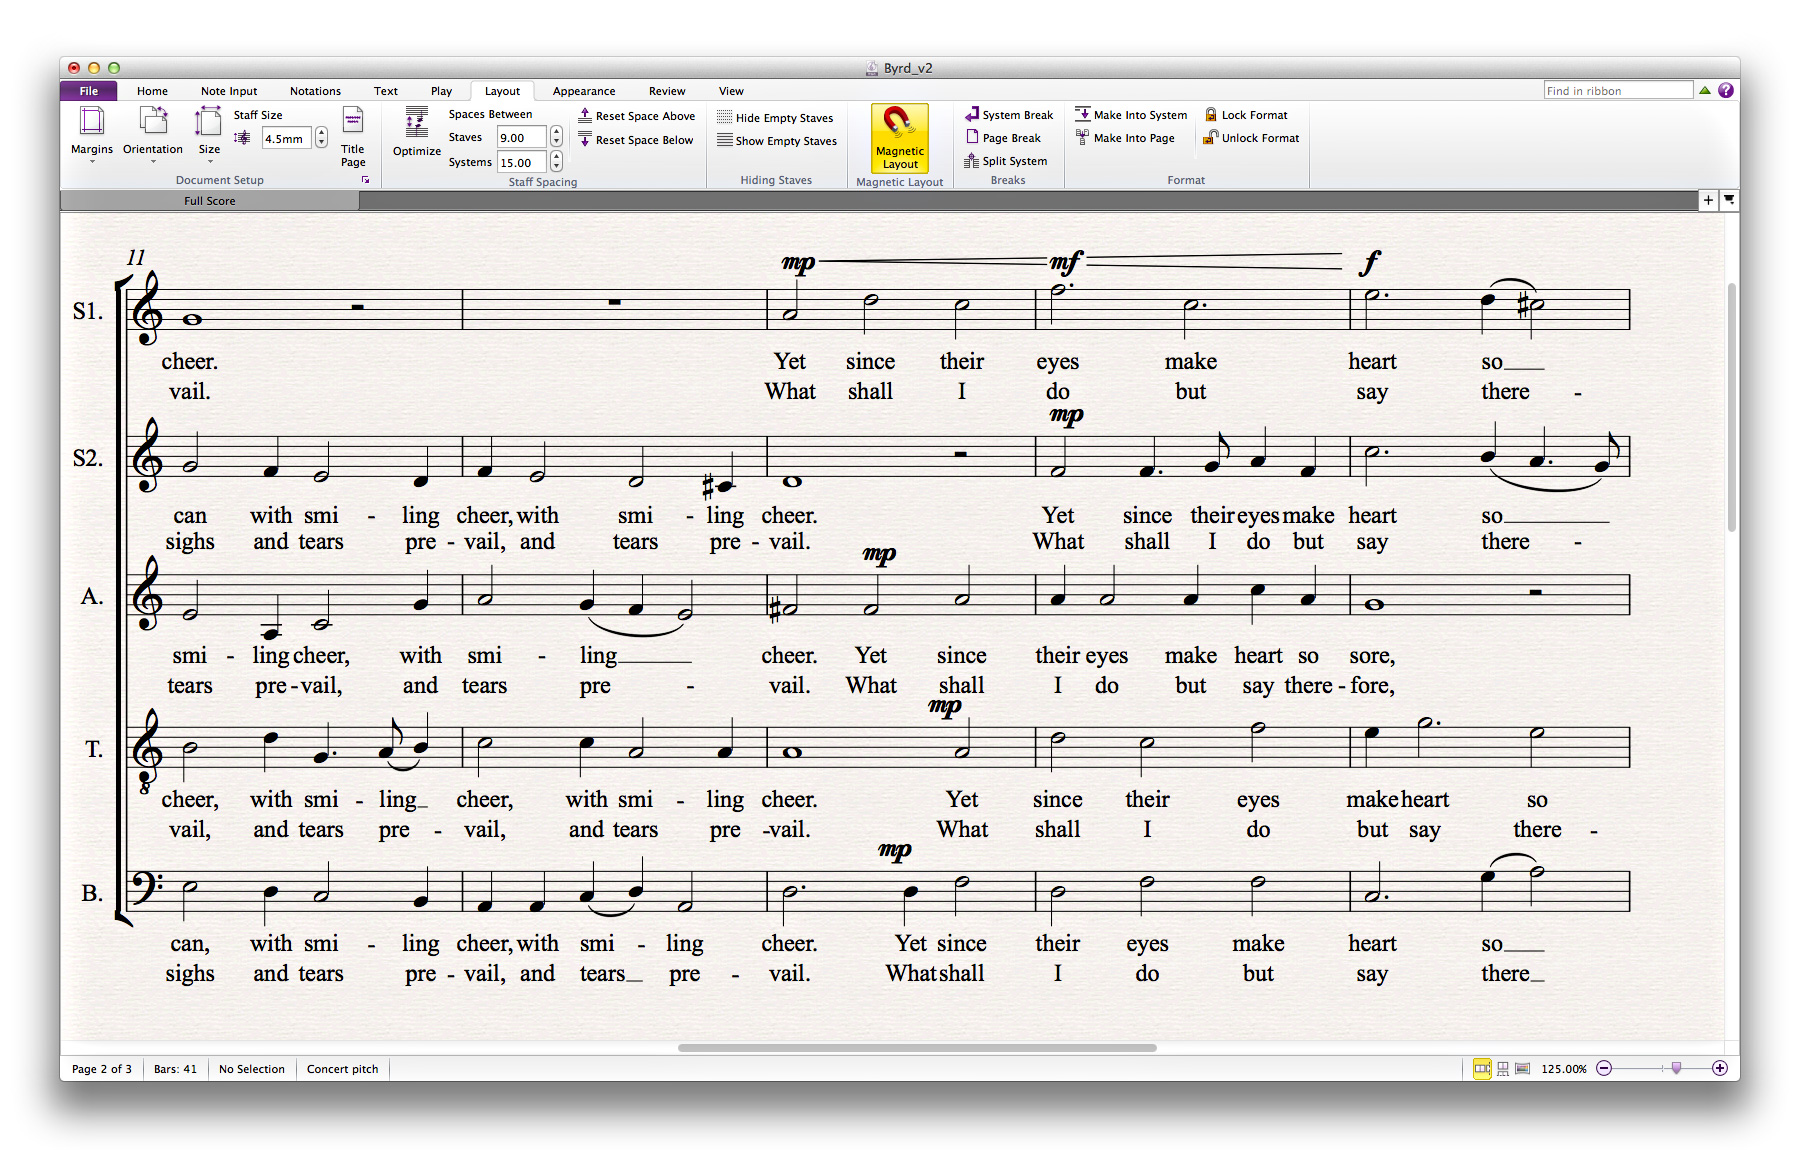 Byrd_v2
File Home Note Input Notations Text Play Layout Appearance Review View Find in ribbon ?
Margins Orientation Size Staff Size 4.5mm Title Page
Document Setup
Optimize Spaces Between Staves 9.00 Systems 15.00 Reset Space Above Reset Space Below
Staff Spacing
Hide Empty Staves
Show Empty Staves
Hiding Staves
Magnetic Layout
Magnetic Layout
System Break
Page Break
Split System
Breaks
Make Into System
Make Into Page
Lock Format
Unlock Format
Format
Full Score
11
mp mf f
S1.
cheer. Yet since their eyes make heart so
vail. What shall I do but say there -
mp
S2.
can with smi - ling cheer, with smi - ling cheer. Yet since their eyes make heart so
sighs and tears pre - vail, and tears pre - vail. What shall I do but say there -
mp
A.
smi - ling cheer, with smi - ling cheer. Yet since their eyes make heart so sore,
tears pre - vail, and tears pre - vail. What shall I do but say there - fore,
mp
T.
8
cheer, with smi - ling cheer, with smi - ling cheer. Yet since their eyes make heart so
vail, and tears pre - vail, and tears pre - vail. What shall I do but say there -
mp
B.
can, with smi - ling cheer, with smi - ling cheer. Yet since their eyes make heart so
sighs and tears pre - vail, and tears pre - vail. What shall I do but say there
Page 2 of 3 Bars: 41 No Selection Concert pitch 125.00%